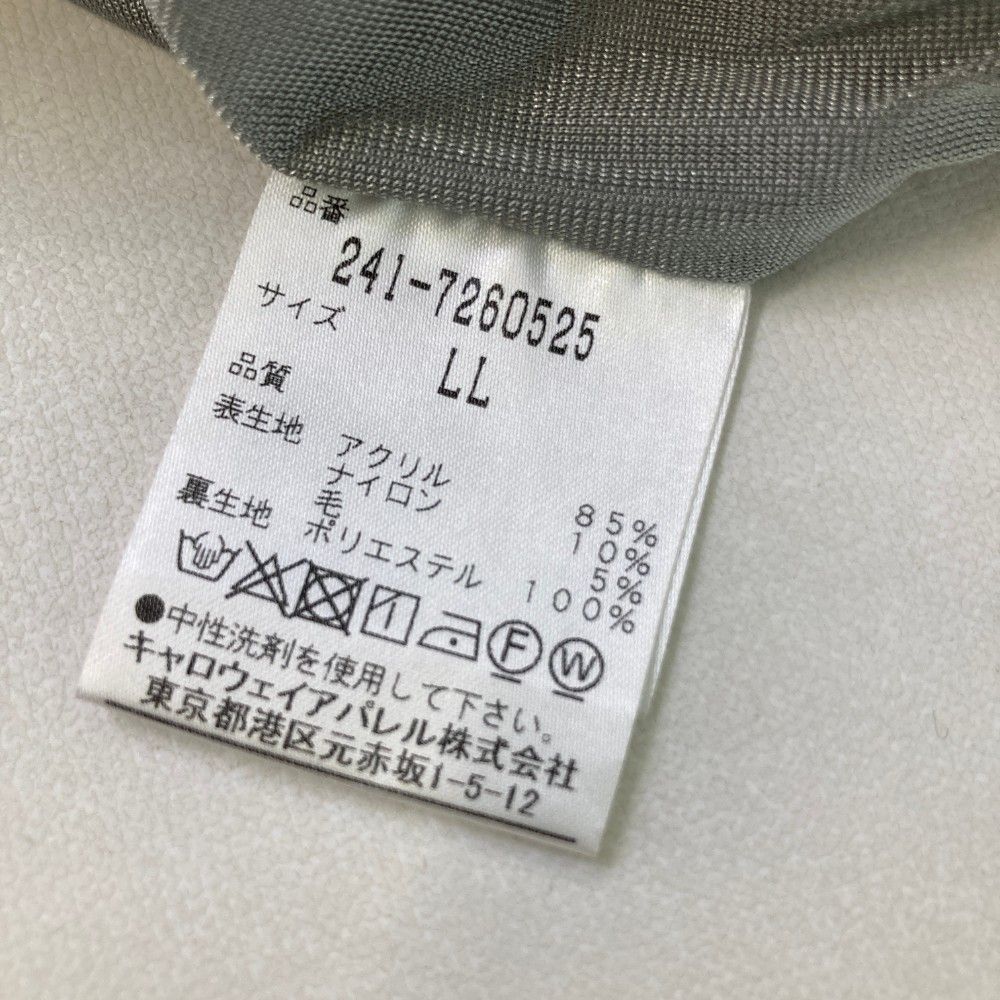 品番
241-7260525
サイズ
LL
品質
表生地 アクリル 85%
ナイロン 10%
毛 5%
裏生地 ポリエステル 100%
F W
●中性洗剤を使用して下さい。
キャロウェイアパレル株式会社
東京都港区元赤坂1-5-12